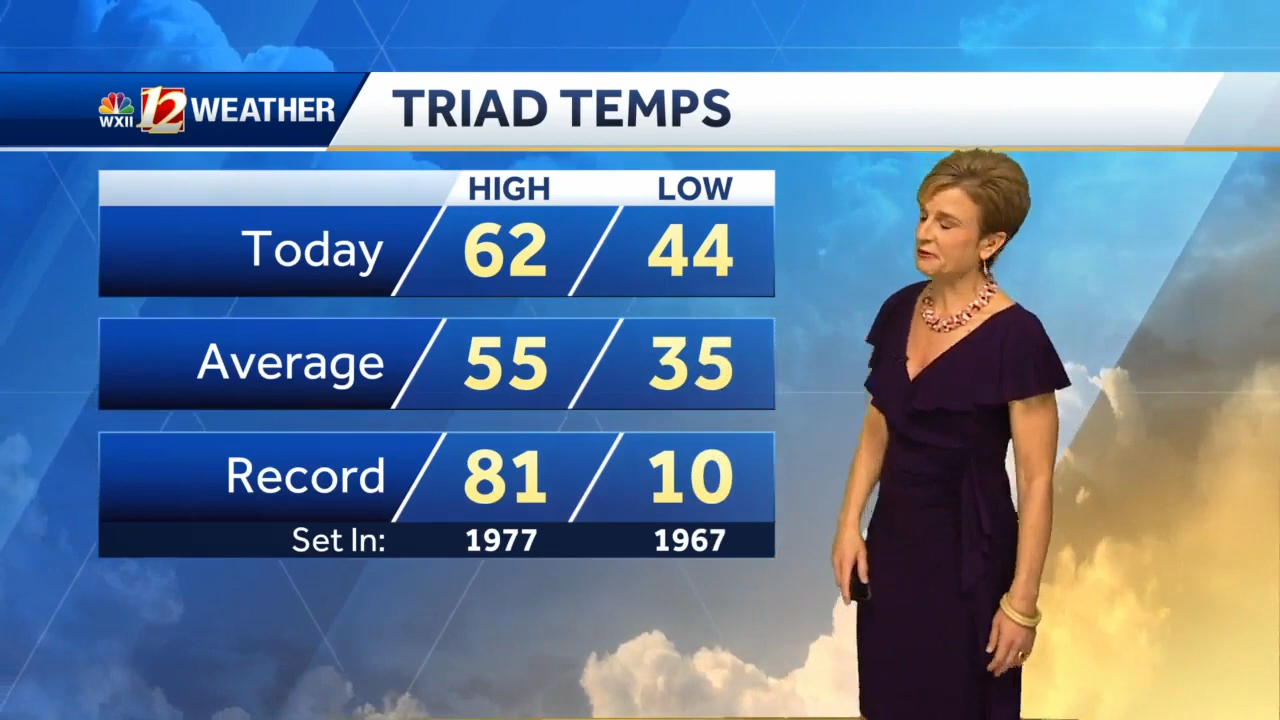 WXII 12 WEATHER TRIAD TEMPS
HIGH LOW
Today 62 44
Average 55 35
Record 81 10
Set In: 1977 1967